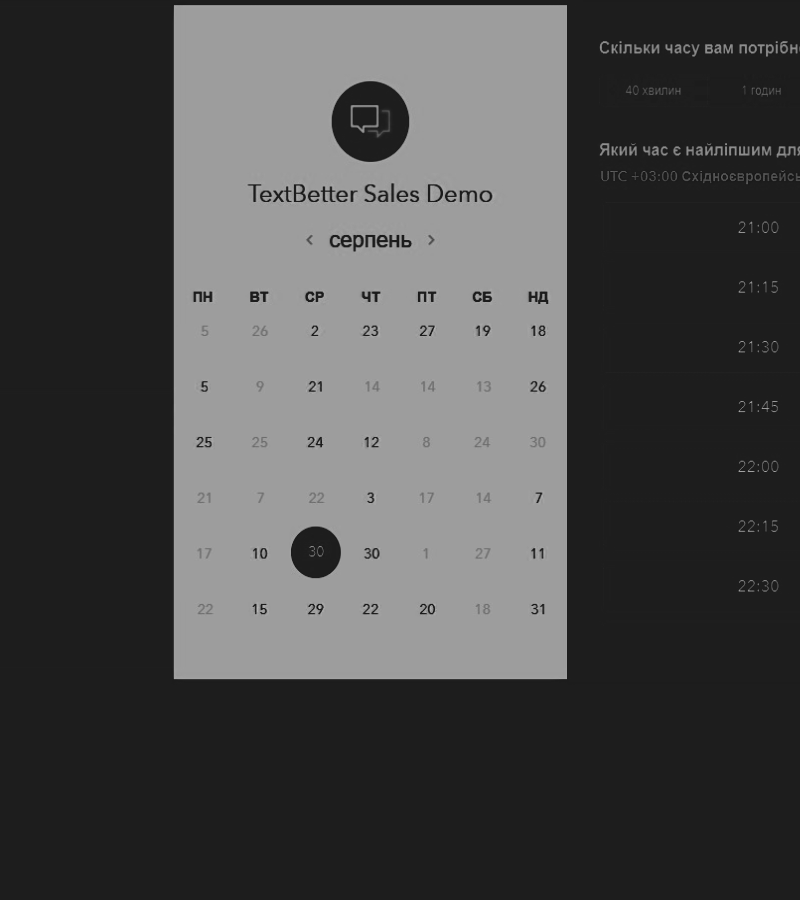 TextBetter Sales Demo
серпень
ПН ВТ СР ЧТ ПТ СБ НД
5 26 2 23 27 19 18
5 9 21 14 14 13 26
25 25 24 12 8 24 30
21 7 22 3 17 14 7
17 10 30 30 1 27 11
22 15 29 22 20 18 31
Скільки часу вам потрібн
40 хвилин 1 годин
Який час є найліпшим для
UTC +03:00 Східноєвропейсь
21:00
21:15
21:30
21:45
22:00
22:15
22:30